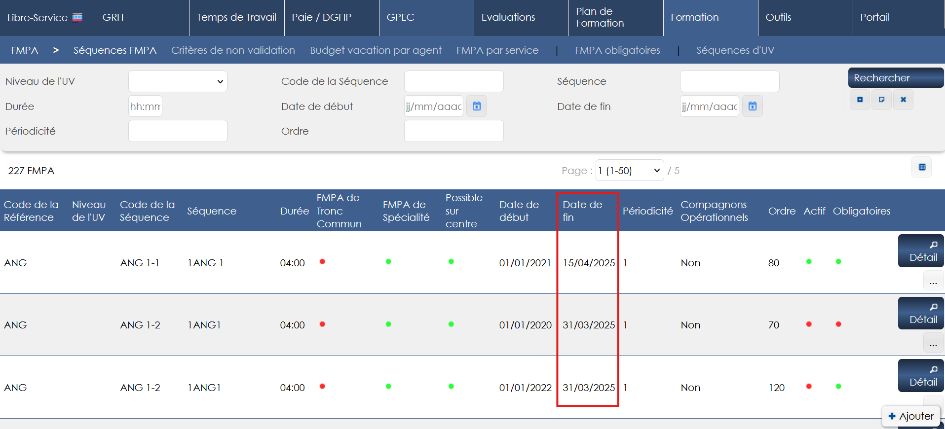 Libre-Service GRH Temps de Travail Paie / DGFIP GPEC Evaluations Plan de Formation Formation Outils Portail
FMPA > Séquences FMPA Critères de non validation Budget vacation par agent FMPA par service | FMPA obligatoires | Séquences d'UV
Niveau de l'UV Code de la Séquence Séquence Rechercher
Durée hh:mm Date de début jj/mm/aaaa Date de fin jj/mm/aaaa
Périodicité Ordre
227 FMPA Page : 1 (1-50) / 5
Code de la Référence Niveau de l'UV Code de la Séquence Séquence Durée FMPA de Tronc Commun FMPA de Spécialité Possible sur centre Date de début Date de fin Périodicité Compagnons Opérationnels Ordre Actif Obligatoires
ANG ANG 1-1 1ANG 1 04:00 01/01/2021 15/04/2025 1 Non 80 Détail
...
ANG ANG 1-2 1ANG1 04:00 01/01/2020 31/03/2025 1 Non 70 Détail
...
ANG ANG 1-2 1ANG1 04:00 01/01/2022 31/03/2025 1 Non 120 Détail
+ Ajouter